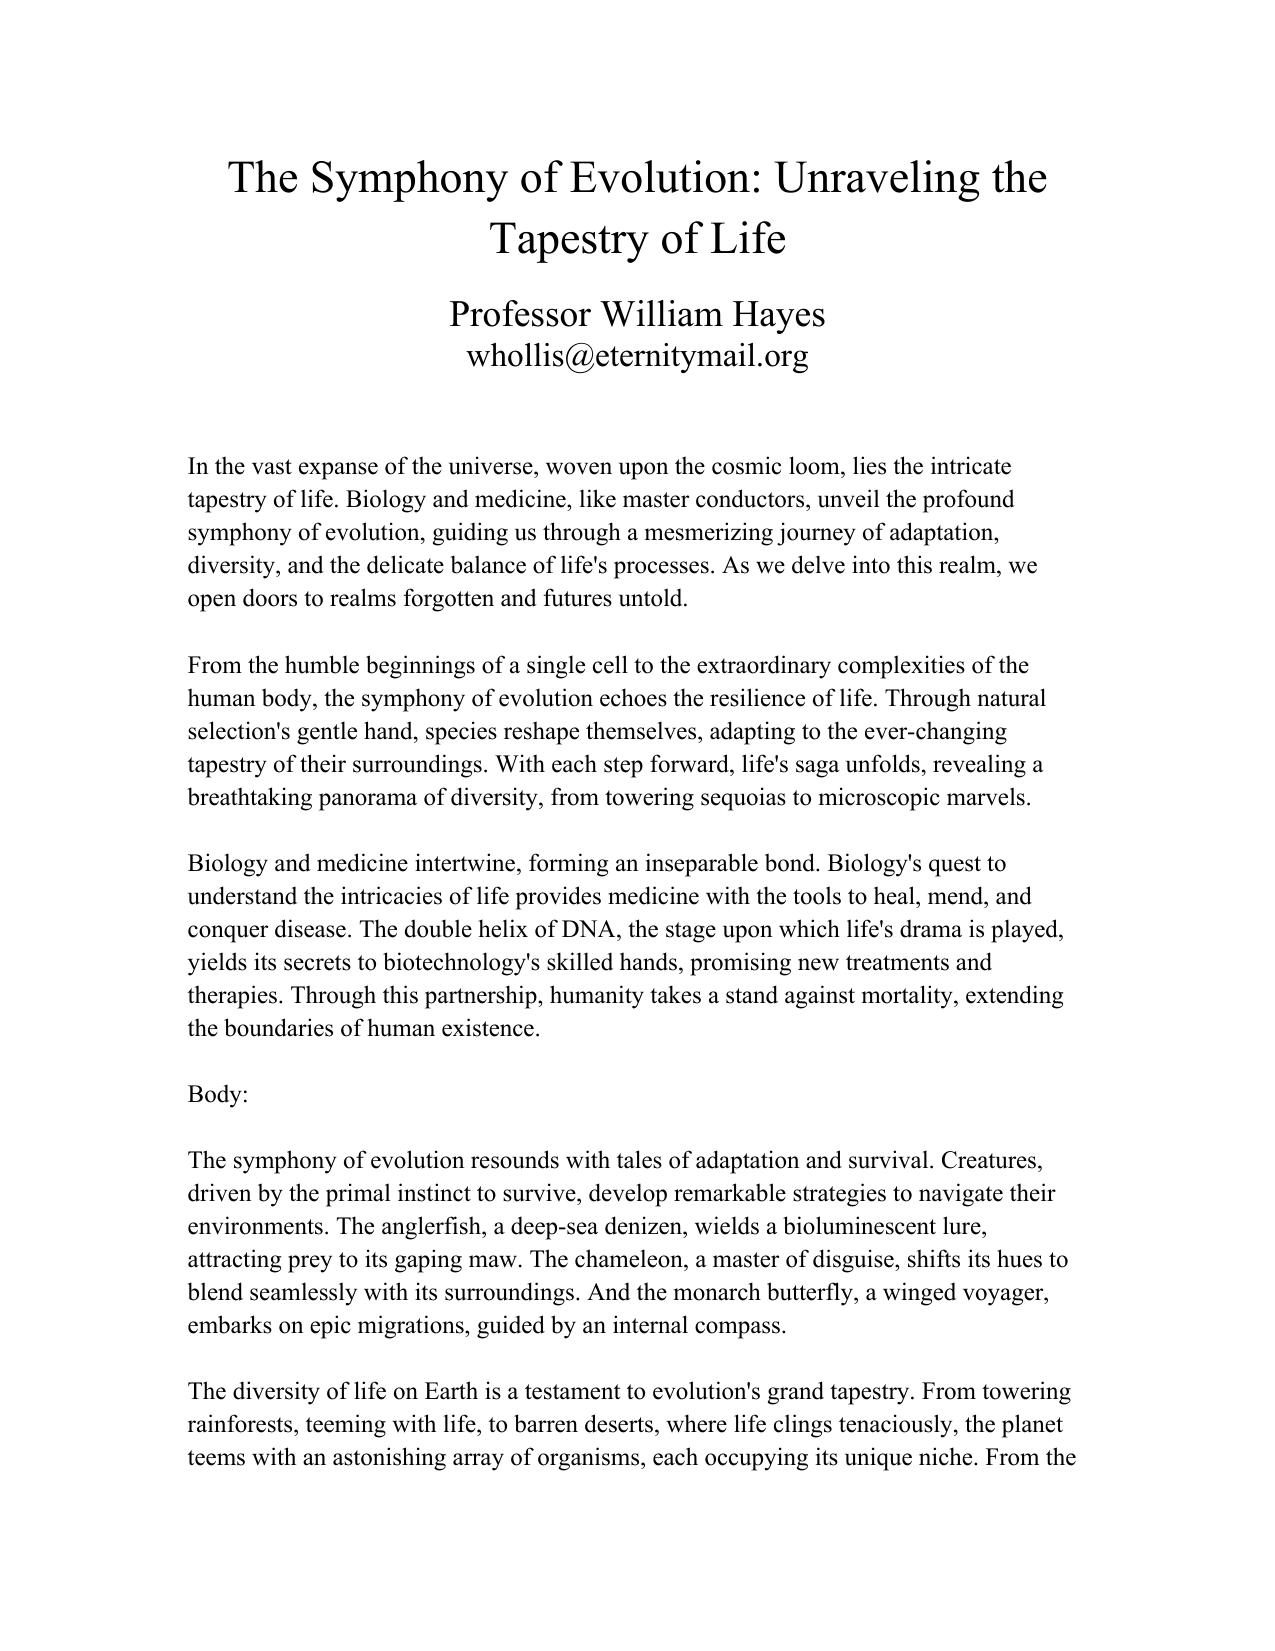 The Symphony of Evolution: Unraveling the
Tapestry of Life
Professor William Hayes
whollis@eternitymail.org
In the vast expanse of the universe, woven upon the cosmic loom, lies the intricate
tapestry of life. Biology and medicine, like master conductors, unveil the profound
symphony of evolution, guiding us through a mesmerizing journey of adaptation,
diversity, and the delicate balance of life's processes. As we delve into this realm, we
open doors to realms forgotten and futures untold.
From the humble beginnings of a single cell to the extraordinary complexities of the
human body, the symphony of evolution echoes the resilience of life. Through natural
selection's gentle hand, species reshape themselves, adapting to the ever-changing
tapestry of their surroundings. With each step forward, life's saga unfolds, revealing a
breathtaking panorama of diversity, from towering sequoias to microscopic marvels.
Biology and medicine intertwine, forming an inseparable bond. Biology's quest to
understand the intricacies of life provides medicine with the tools to heal, mend, and
conquer disease. The double helix of DNA, the stage upon which life's drama is played,
yields its secrets to biotechnology's skilled hands, promising new treatments and
therapies. Through this partnership, humanity takes a stand against mortality, extending
the boundaries of human existence.
Body:
The symphony of evolution resounds with tales of adaptation and survival. Creatures,
driven by the primal instinct to survive, develop remarkable strategies to navigate their
environments. The anglerfish, a deep-sea denizen, wields a bioluminescent lure,
attracting prey to its gaping maw. The chameleon, a master of disguise, shifts its hues to
blend seamlessly with its surroundings. And the monarch butterfly, a winged voyager,
embarks on epic migrations, guided by an internal compass.
The diversity of life on Earth is a testament to evolution's grand tapestry. From towering
rainforests, teeming with life, to barren deserts, where life clings tenaciously, the planet
teems with an astonishing array of organisms, each occupying its unique niche. From the